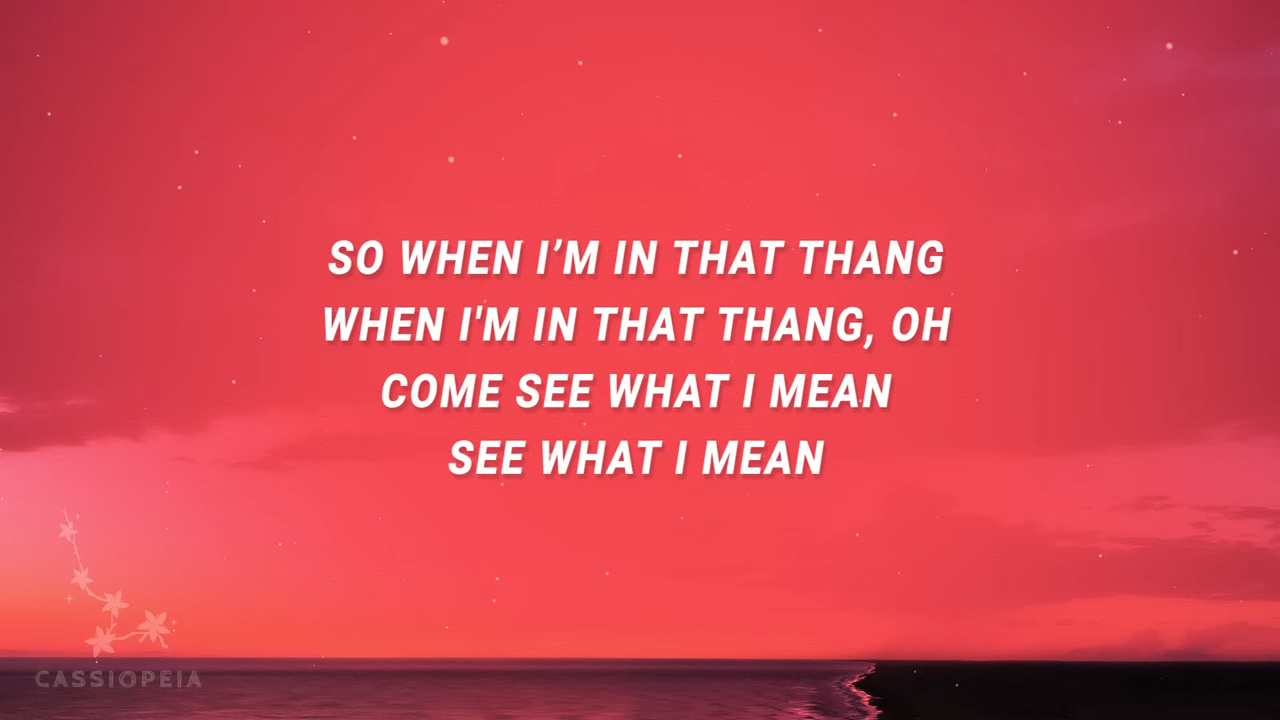 SO WHEN I’M IN THAT THANG
WHEN I'M IN THAT THANG, OH
COME SEE WHAT I MEAN
SEE WHAT I MEAN
CASSIOPEIA